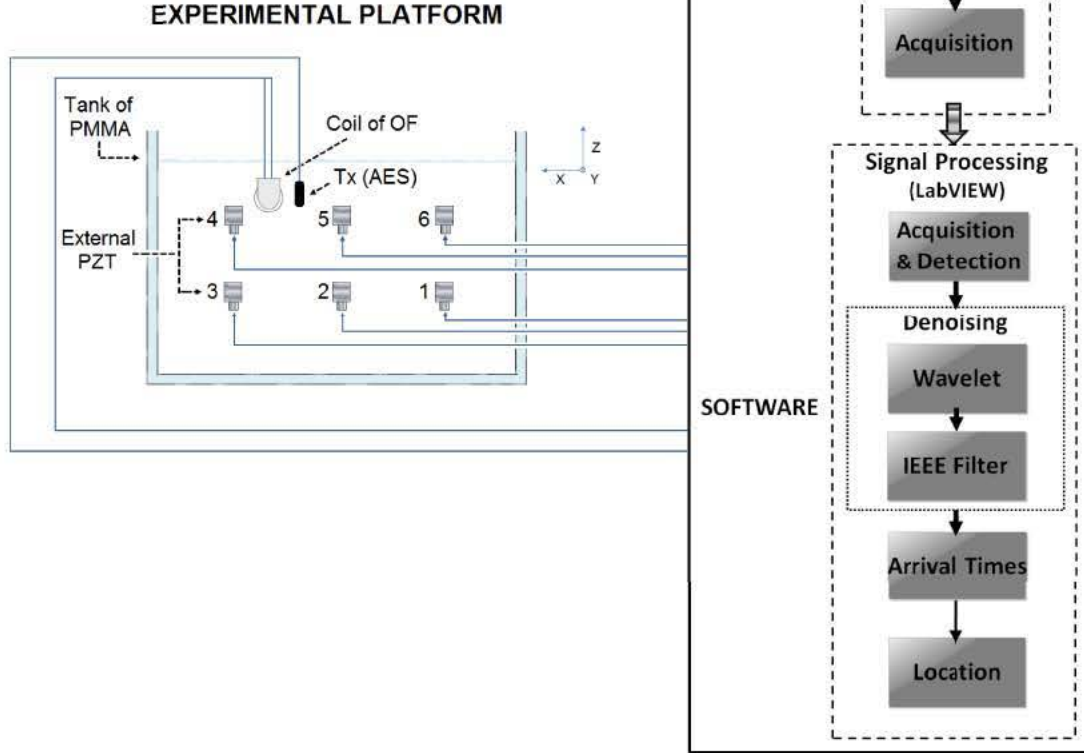 EXPERIMENTAL PLATFORM
Tank of
PMMA
Coil of OF
Tx (AES)
Z
X
Y
4
5
6
External
PZT
3
2
1
SOFTWARE
Acquisition
Signal Processing
(LabVIEW)
Acquisition
& Detection
Denoising
Wavelet
IEEE Filter
Arrival Times
Location